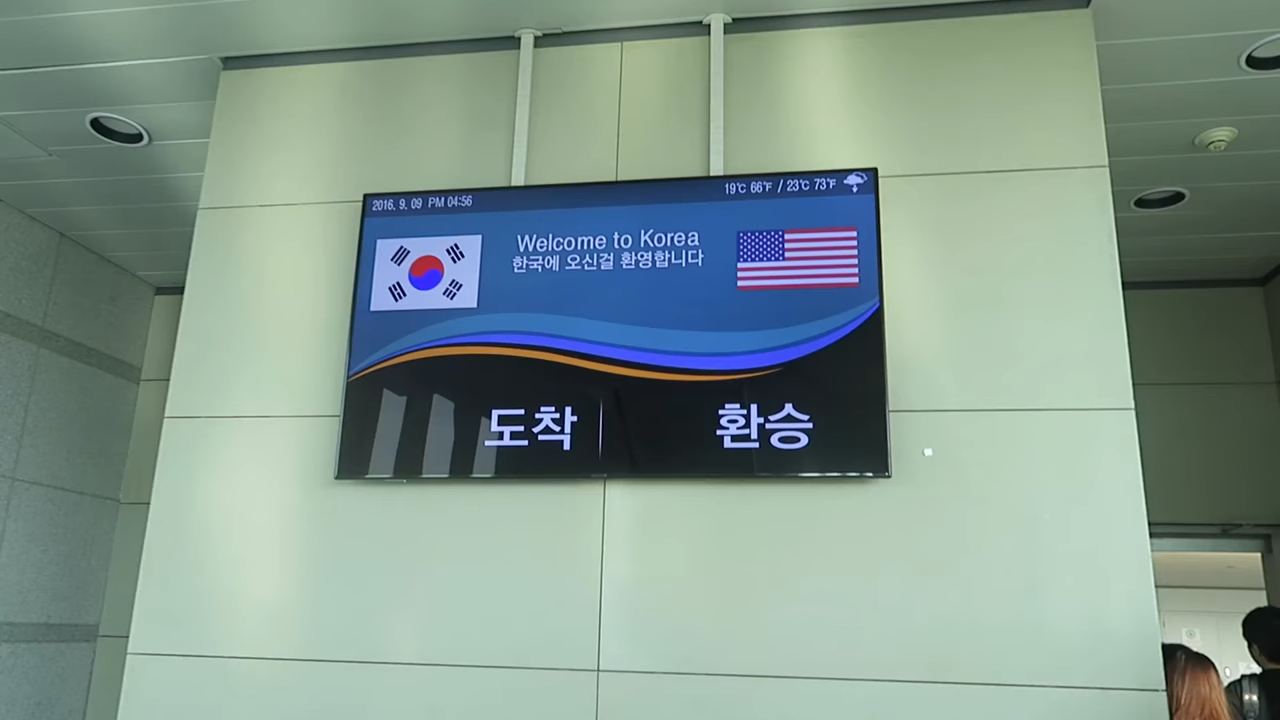 2016. 9. 09 PM 04:56
19℃ 66℉ / 23℃ 73℉
Welcome to Korea
한국에 오신걸 환영합니다
도착 환승